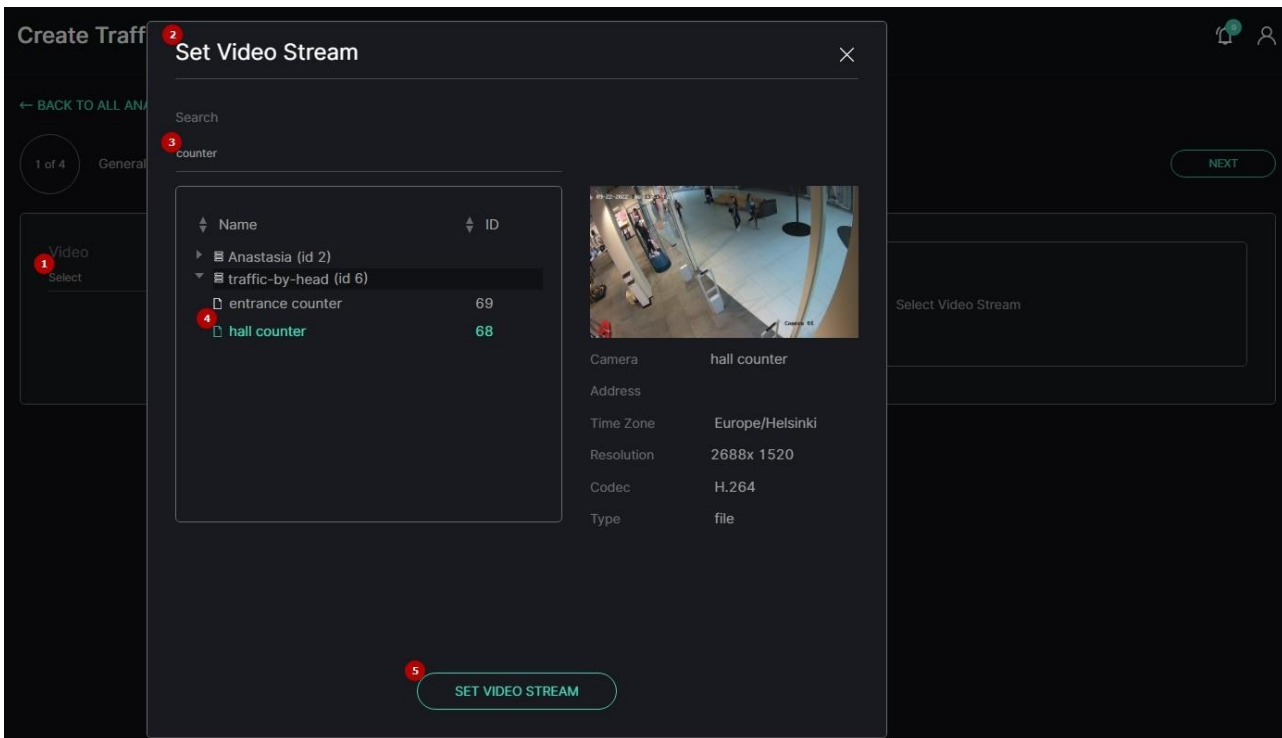 Create Traff
2
Set Video Stream
0
← BACK TO ALL ANA
Search
3
counter
1 of 4
General
NEXT
Name
ID
Video
1
Select
Anastasia (id 2)
traffic-by-head (id 6)
entrance counter
69
4
hall counter
68
Select Video Stream
Camera
hall counter
Address
Time Zone
Europe/Helsinki
Resolution
2688x 1520
Codec
H.264
Type
file
5
SET VIDEO STREAM